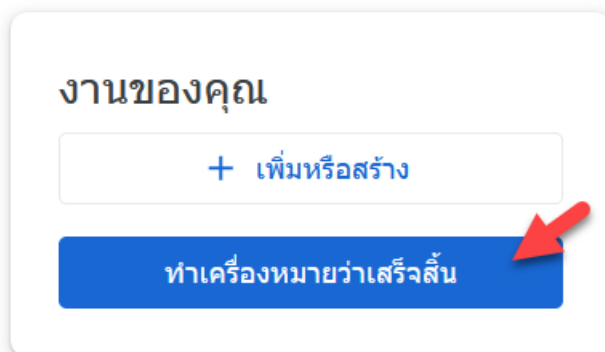 งานของคุณ
+ เพิ่มหรือสร้าง
ทำเครื่องหมายว่าเสร็จสิ้น